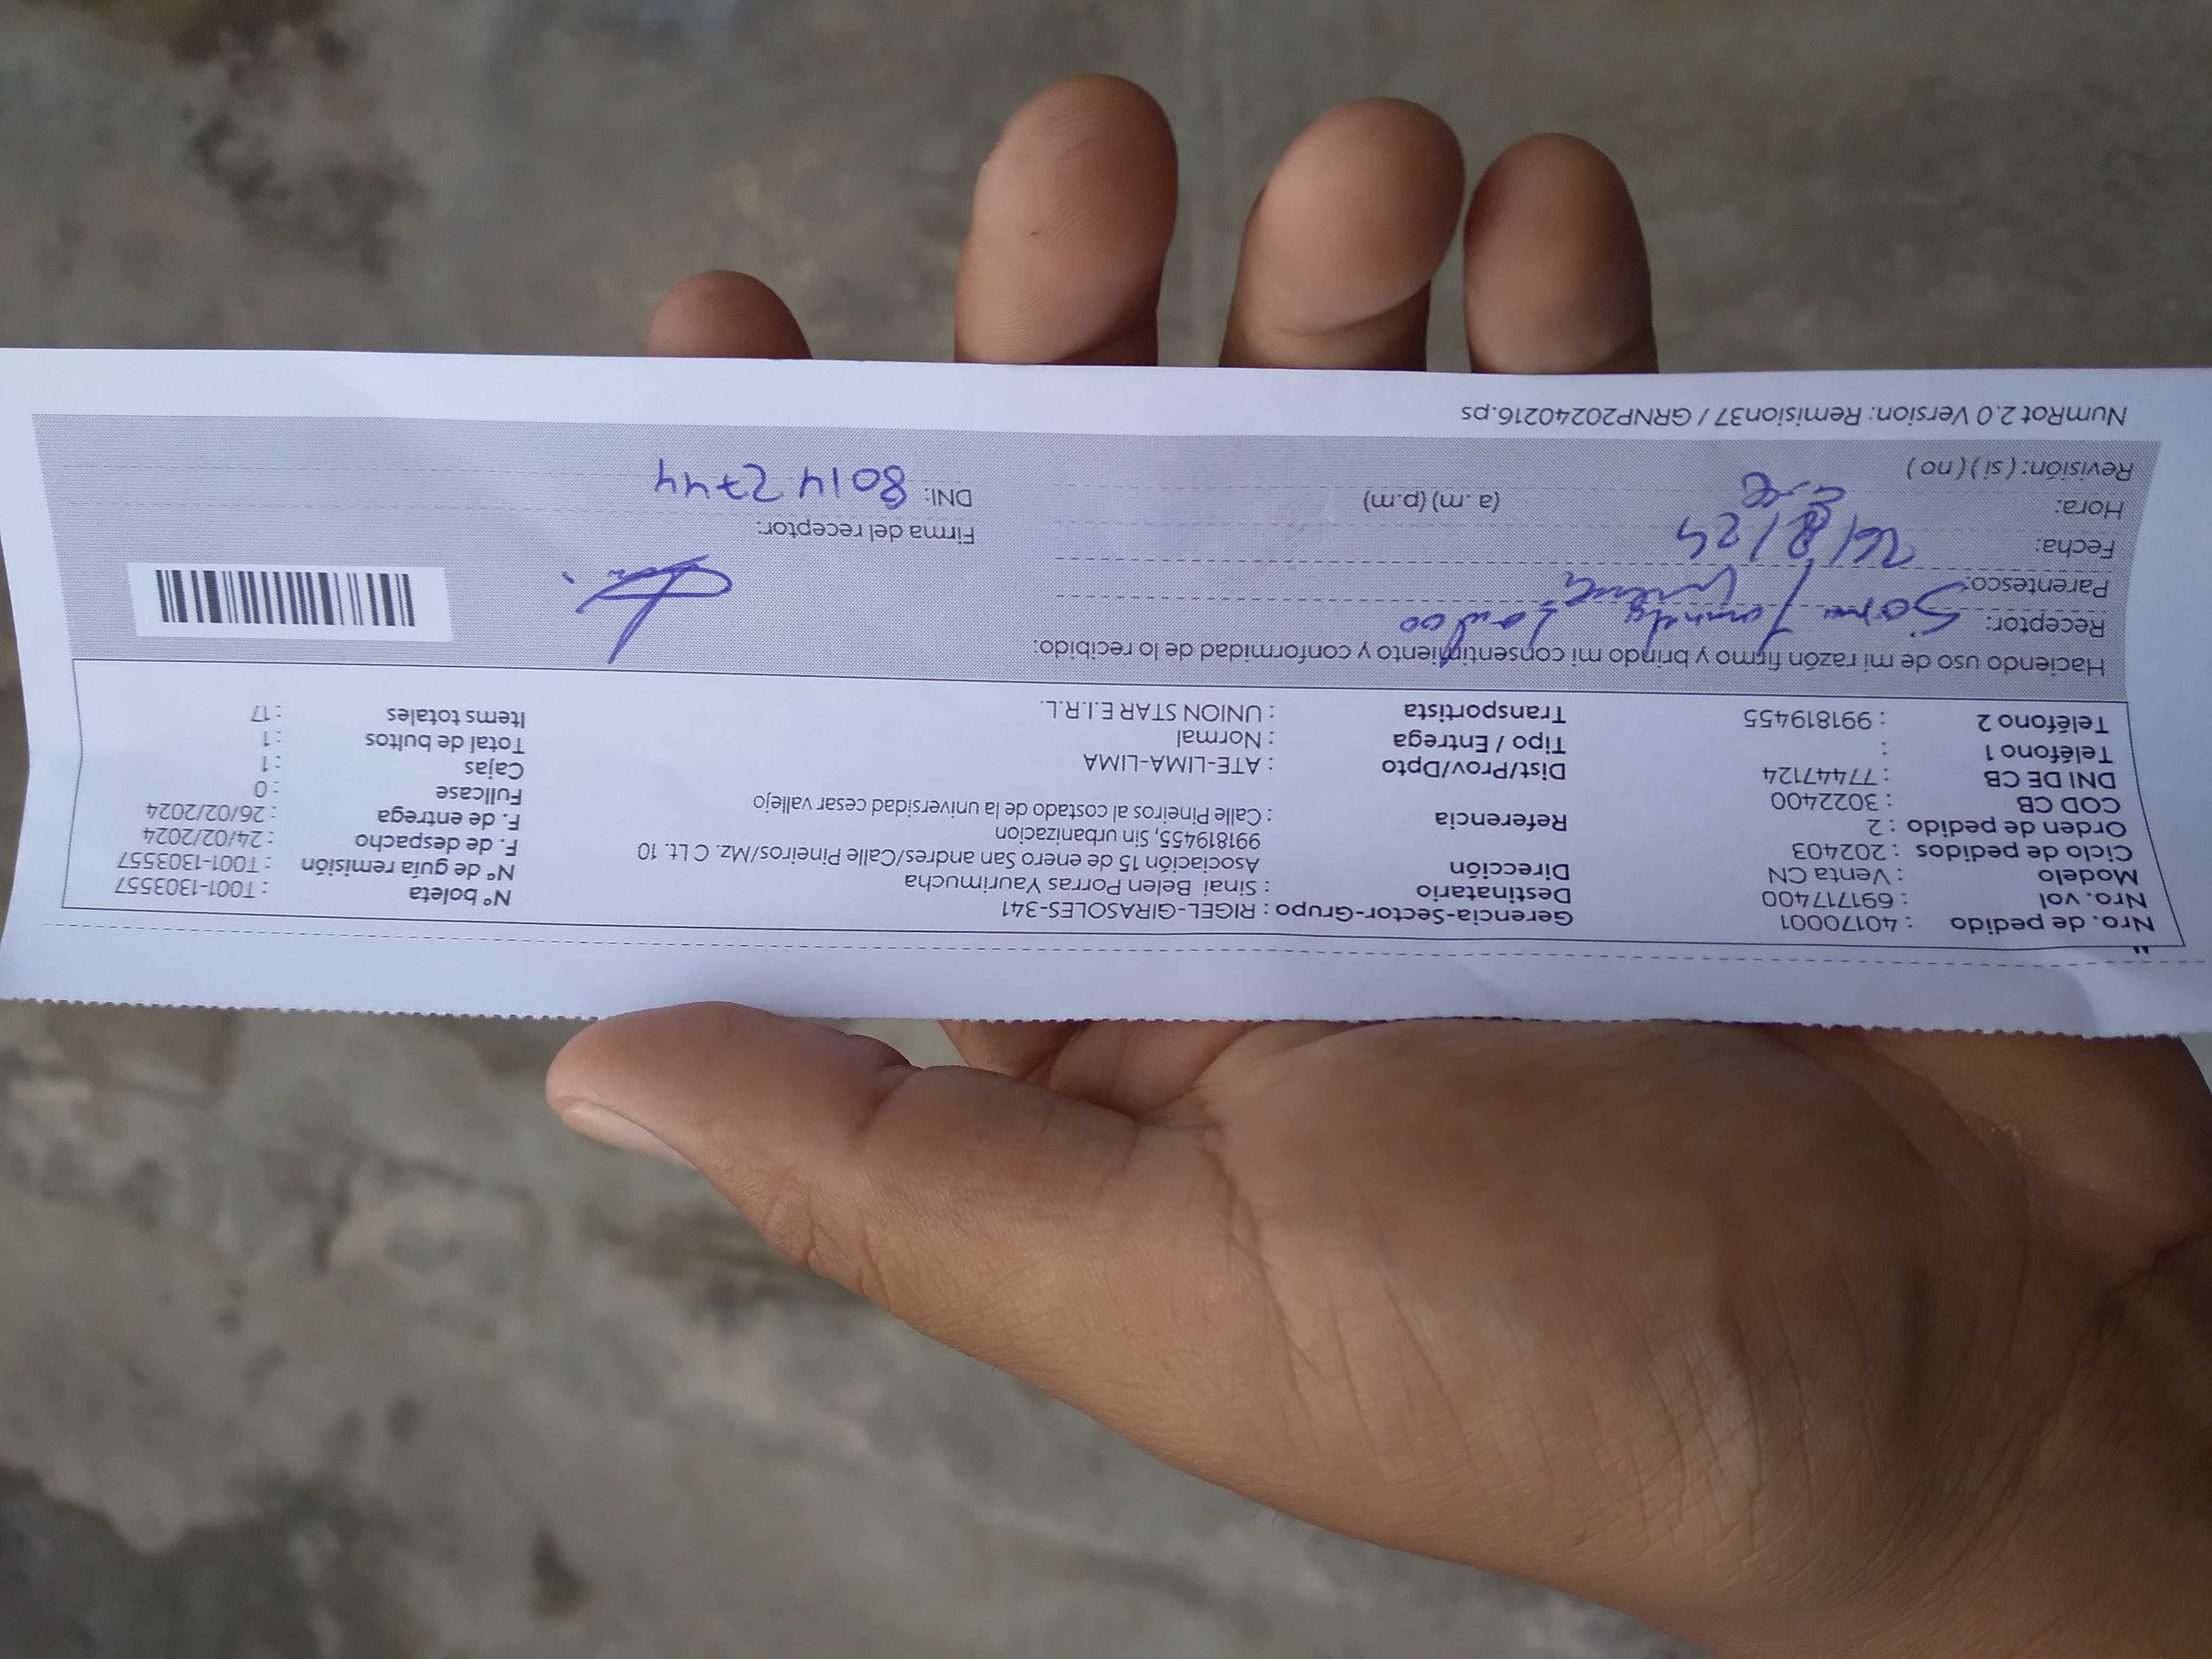 Nro. de pedido : 40170001
Nro. vol : 691717400
Modelo : Venta CN
Ciclo de pedidos : 202403
Orden de pedido : 2
COD CB : 3022400
DNI DE CB : 77447124
Teléfono 1 :
Teléfono 2 : 991819455
Gerencia-Sector-Grupo : RIGEL-GIRASOLES-341
Destinatario : Sinai Belen Porras Yaurimucha
Dirección Asociación 15 de enero San andres/Calle Pineiros/Mz. C Lt. 10
991819455, Sin urbanizacion
Referencia : Calle Pineiros al costado de la universidad cesar vallejo
Dist/Prov/Dpto : ATE-LIMA-LIMA
Tipo / Entrega : Normal
Transportista : UNION STAR E.I.R.L.
N° boleta : T001-1303557
N° de guía remisión : T001-1303557
F. de despacho : 24/02/2024
F. de entrega : 26/02/2024
Fullcase : 0
Cajas : 1
Total de bultos : 1
Items totales : 17
Haciendo uso de mi razón firmo y brindo mi consentimiento y conformidad de lo recibido:
Receptor:
Parentesco:
Fecha: 26/2/24
Hora: (a.m) (p.m)
Revisión: ( si ) ( no )
Firma del receptor:
DNI: 80142744
NumRot 2.0 Version: Remision37 / GRNP20240216.ps